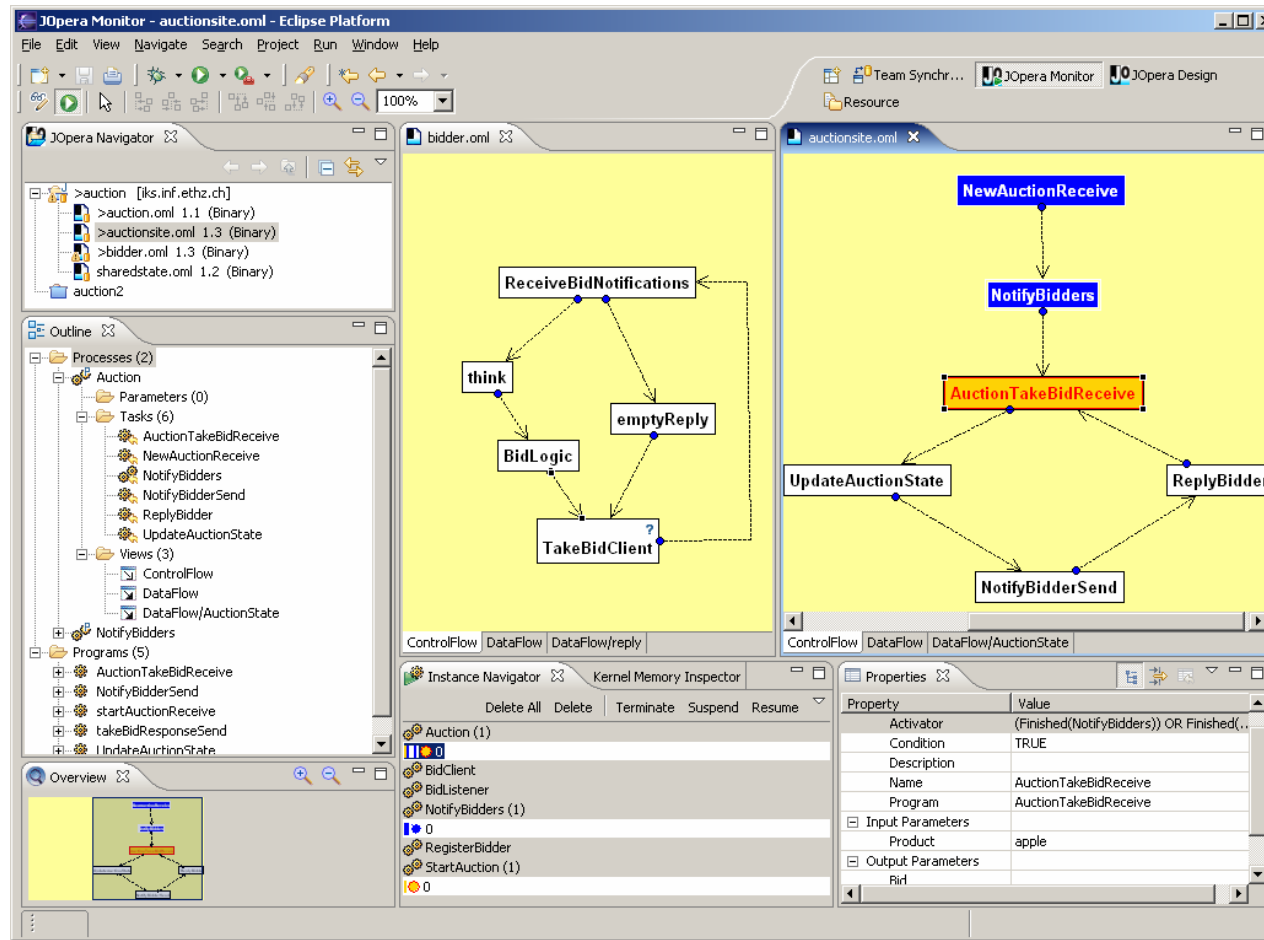 JOpera Monitor - auctionsite.oml - Eclipse Platform
File Edit View Navigate Search Project Run Window Help
Team Synchr... JOpera Monitor JOpera Design
100%
Resource
JOpera Navigator
>auction [iks.inf.ethz.ch]
>auction.oml 1.1 (Binary)
>auctionsite.oml 1.3 (Binary)
>bidder.oml 1.3 (Binary)
sharedstate.oml 1.2 (Binary)
auction2
Outline
Processes (2)
Auction
Parameters (0)
Tasks (6)
AuctionTakeBidReceive
NewAuctionReceive
NotifyBidders
NotifyBidderSend
ReplyBidder
UpdateAuctionState
Views (3)
ControlFlow
DataFlow
DataFlow/AuctionState
NotifyBidders
Programs (5)
AuctionTakeBidReceive
NotifyBidderSend
startAuctionReceive
takeBidResponseSend
UpdateAuctionState
Overview
bidder.oml
ReceiveBidNotifications
think
emptyReply
BidLogic
?
TakeBidClient
ControlFlow DataFlow DataFlow/reply
auctionsite.oml
NewAuctionReceive
NotifyBidders
AuctionTakeBidReceive
UpdateAuctionState
ReplyBidder
NotifyBidderSend
ControlFlow DataFlow DataFlow/AuctionState
Instance Navigator Kernel Memory Inspector
Delete All Delete Terminate Suspend Resume
Auction (1)
0
BidClient
BidListener
NotifyBidders (1)
0
RegisterBidder
StartAuction (1)
0
Properties
Property Value
Activator (Finished(NotifyBidders)) OR Finished(..
Condition TRUE
Description
Name AuctionTakeBidReceive
Program AuctionTakeBidReceive
Input Parameters
Product apple
Output Parameters
Bid